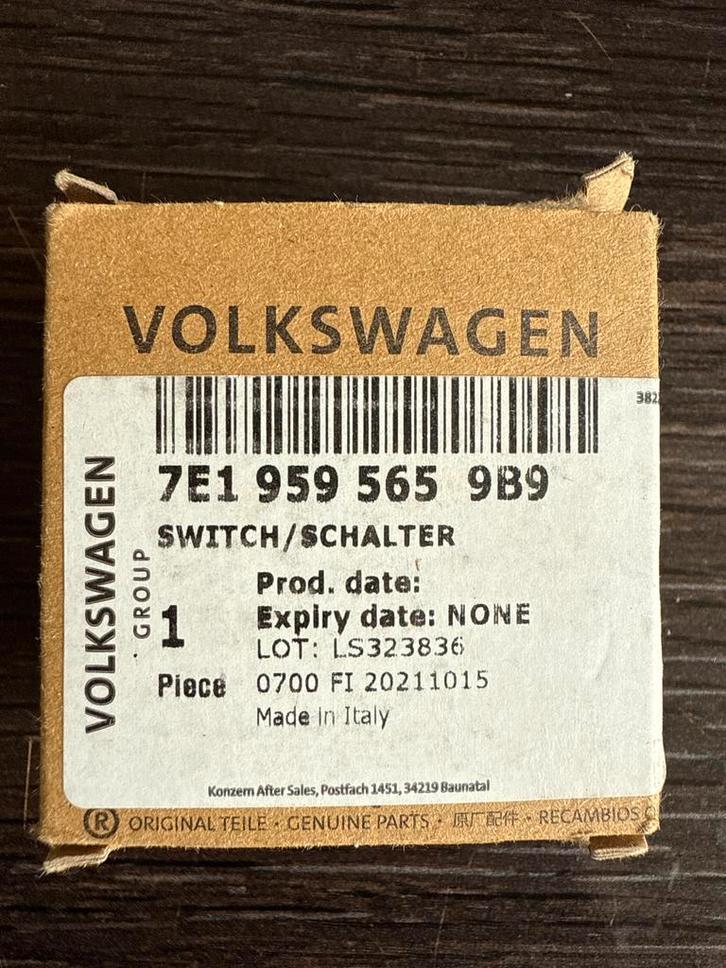 VOLKSWAGEN
382
7E1 959 565 9B9
SWITCH/SCHALTER
Prod. date:
1
Expiry date: NONE
LOT: LS323836
Piece
0700 FI 20211015
Made in Italy
VOLKSWAGEN
GROUP
Konzern After Sales, Postfach 1451, 34219 Baunatal
® ORIGINAL TEILE · GENUINE PARTS · 原厂配件 · RECAMBIOS